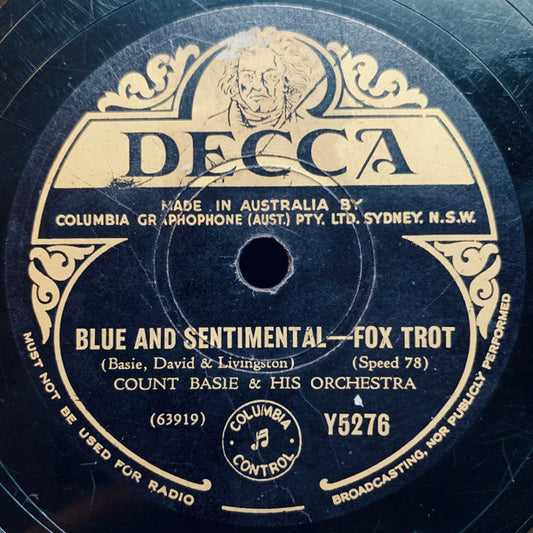 DECCA
MADE IN AUSTRALIA BY
COLUMBIA GRAPHOPHONE (AUST.) PTY. LTD. SYDNEY, N.S.W.
BLUE AND SENTIMENTAL—FOX TROT
(Basie, David & Livingston) (Speed 78)
COUNT BASIE & HIS ORCHESTRA
(63919)
COLUMBIA
CONTROL
Y5276
MUST NOT BE USED FOR RADIO
BROADCASTING, NOR PUBLICLY PERFORMED